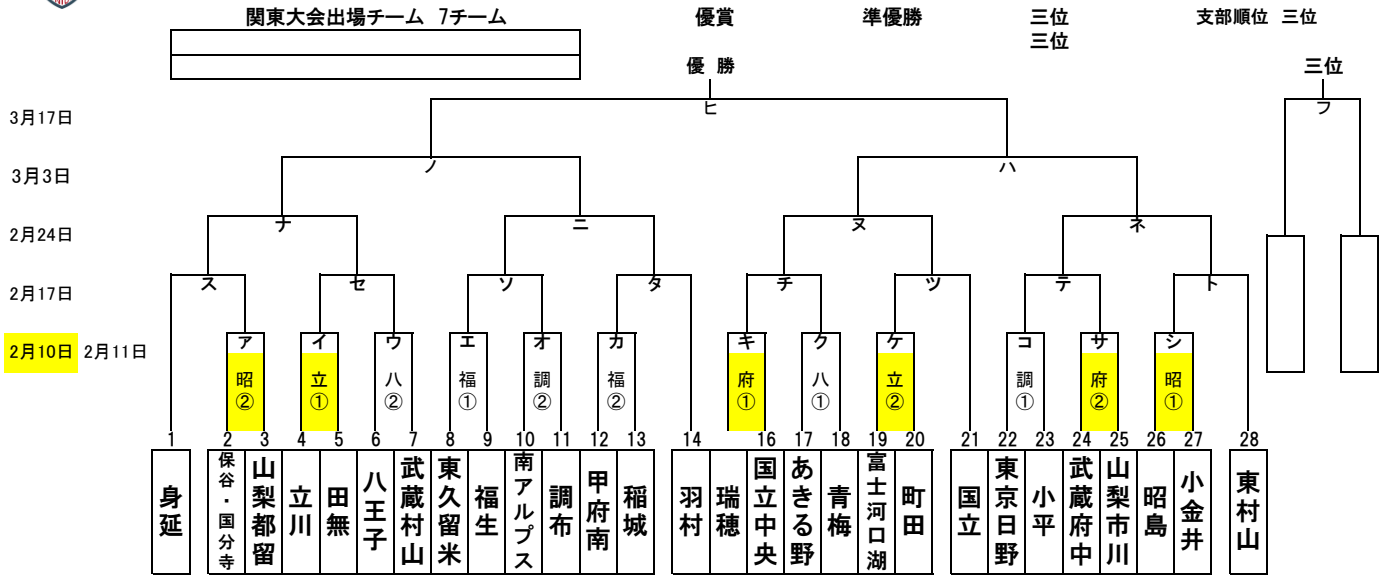 関東大会出場チーム 7チーム 優賞 準優勝 三位 支部順位 三位
三位
優 勝 三位
3月17日 ヒ フ
3月3日 ノ ハ
2月24日 ナ ニ ヌ ネ
2月17日 ス セ ソ タ チ ツ テ ト
2月10日 2月11日 ア イ ウ エ オ カ キ ク ケ コ サ シ
昭② 立① 八② 福① 調② 福② 府① 八① 立② 調① 府② 昭①
1 2 3 4 5 6 7 8 9 10 11 12 13 14 16 17 18 19 20 21 22 23 24 25 26 27 28
身延
保谷・国分寺
山梨都留
立川
田無
八王子
武蔵村山
東久留米
福生
南アルプス
調布
甲府南
稲城
羽村
瑞穂
国立中央
あきる野
青梅
富士河口湖
町田
国立
東京日野
小平
武蔵府中
山梨市川
昭島
小金井
東村山